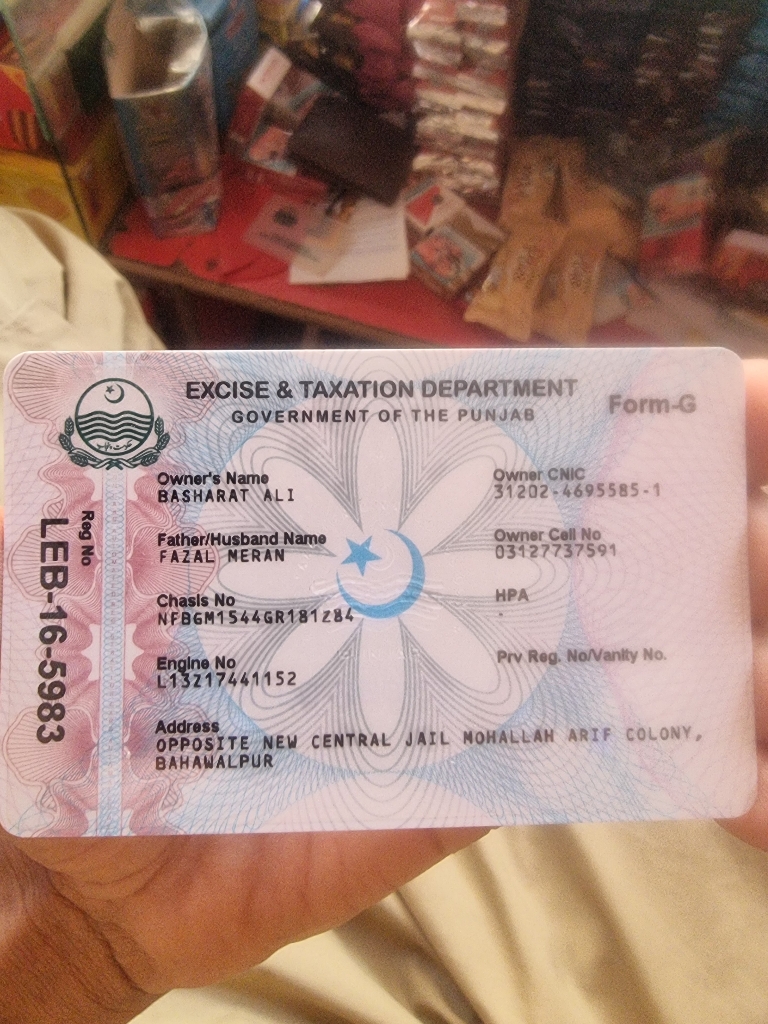 EXCISE & TAXATION DEPARTMENT
GOVERNMENT OF THE PUNJAB
Form-G
Reg No
LEB-16-5983
Owner's Name
BASHARAT ALI
Owner CNIC
31202-4695585-1
Father/Husband Name
FAZAL MERAN
Owner Cell No
03127737591
Chasis No
NFBGM1544GR181284
HPA
-
Engine No
L13Z17441152
Prv Reg. No/Vanity No.
Address
OPPOSITE NEW CENTRAL JAIL MOHALLAH ARIF COLONY,
BAHAWALPUR